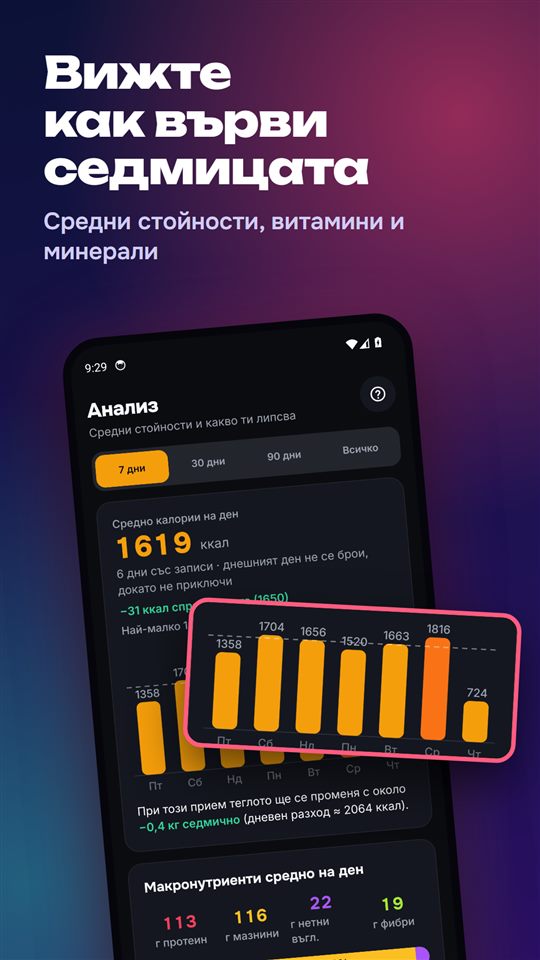 Вижте
как върви
седмицата
Средни стойности, витамини и
минерали
9:29
Анализ
Средни стойности и какво ти липсва
7 дни
30 дни
90 дни
Всичко
Средно калории на ден
1619 ккал
6 дни със записи · днешният ден не се брои,
докато не приключи
−31 ккал (1650)
Най-малко
1358
1704
1656
1520
1663
1816
724
Пт
Сб
Нд
Пн
Вт
Ср
Чт
1358
Пт
Сб
Нд
Пн
Вт
Ср
Чт
При този прием теглото ще се променя с около
−0,4 кг седмично (дневен разход ≈ 2064 ккал).
Макронутриенти средно на ден
113
г протеин
116
г мазнини
22
г нетни
въгл.
19
г фибри